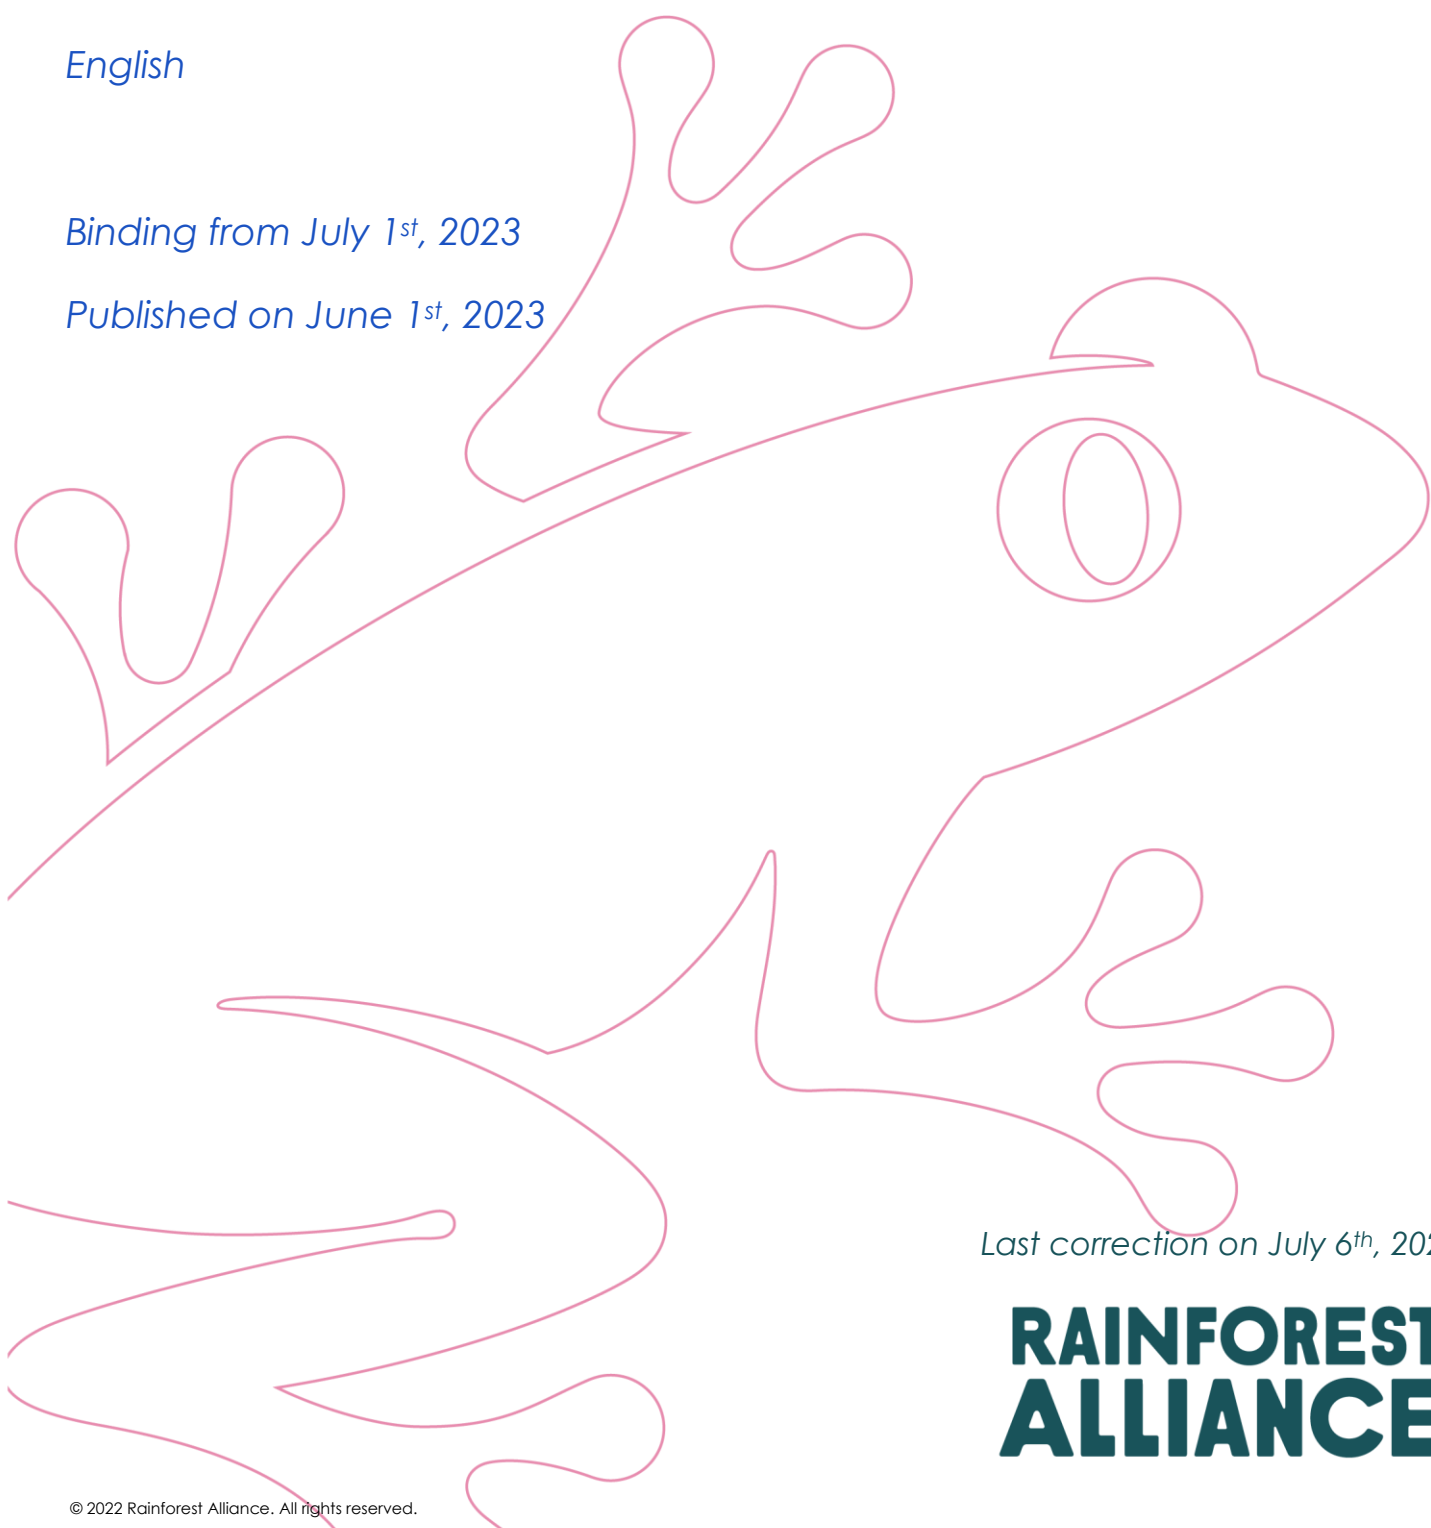 English
Binding from July 1st, 2023
Published on June 1st, 2023
Last correction on July 6th,
RAINFOREST
ALLIANCE
© 2022 Rainforest Alliance. All rights reserved.